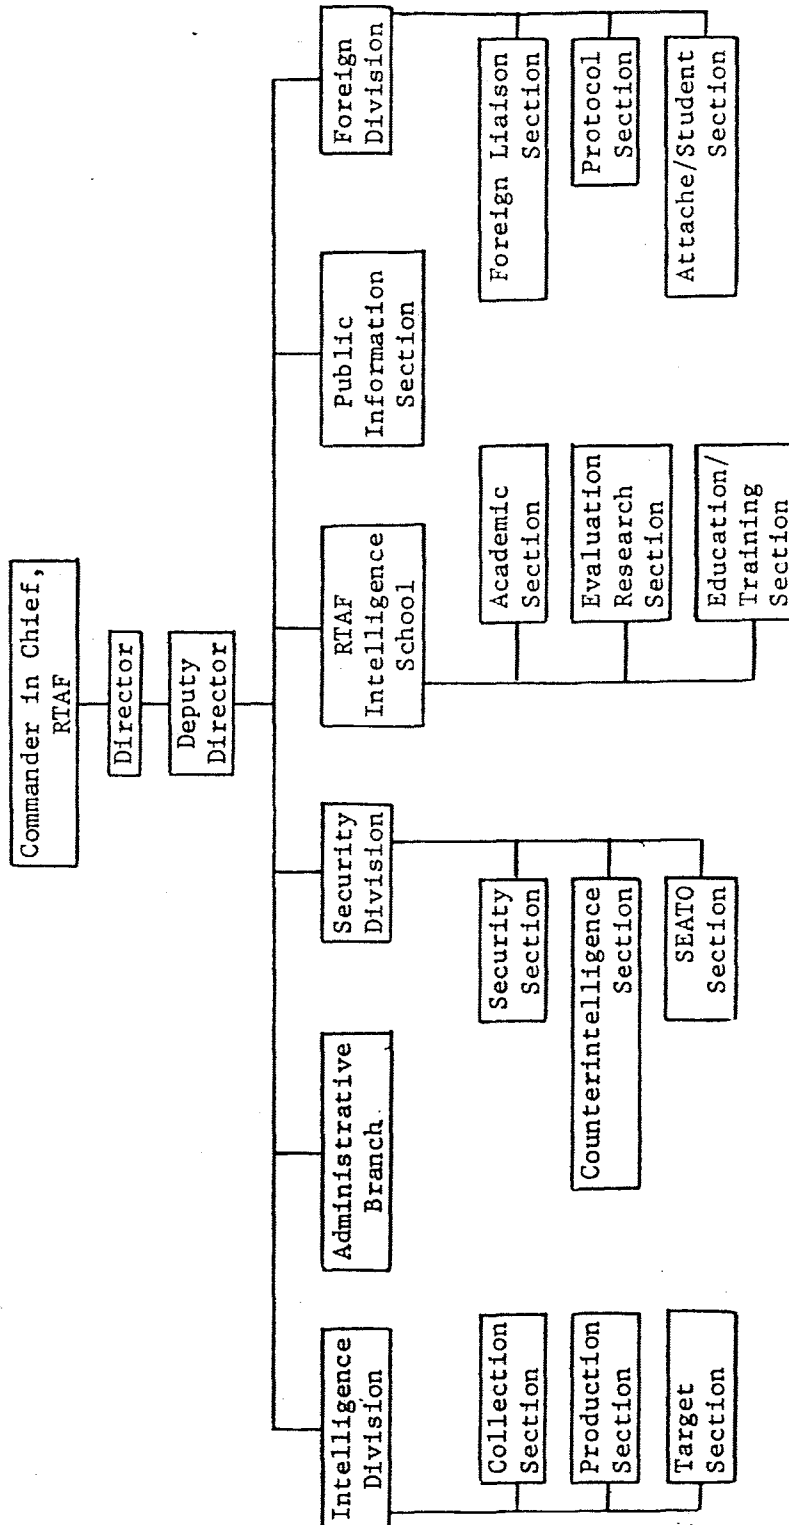 Commander in Chief,
RTAF
Director
Deputy
Director
Intelligence
Division
Administrative
Branch
Security
Division
RTAF
Intelligence
School
Public
Information
Section
Foreign
Division
Collection
Section
Production
Section
Target
Section
Security
Section
Counterintelligence
Section
SEATO
Section
Academic
Section
Evaluation
Research
Section
Education/
Training
Section
Foreign Liaison
Section
Protocol
Section
Attache/Student
Section